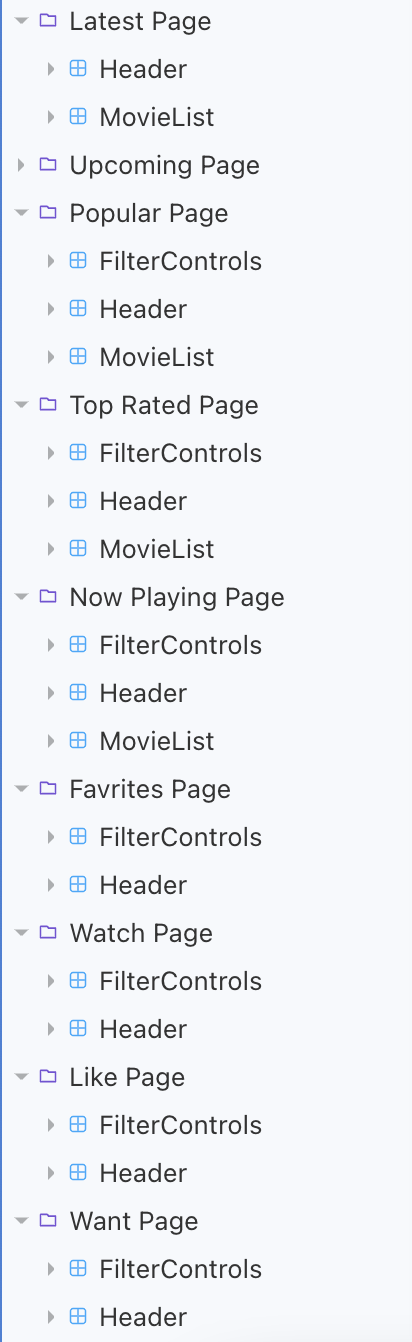 Latest Page
Header
MovieList
Upcoming Page
Popular Page
FilterControls
Header
MovieList
Top Rated Page
FilterControls
Header
MovieList
Now Playing Page
FilterControls
Header
MovieList
Favrites Page
FilterControls
Header
Watch Page
FilterControls
Header
Like Page
FilterControls
Header
Want Page
FilterControls
Header